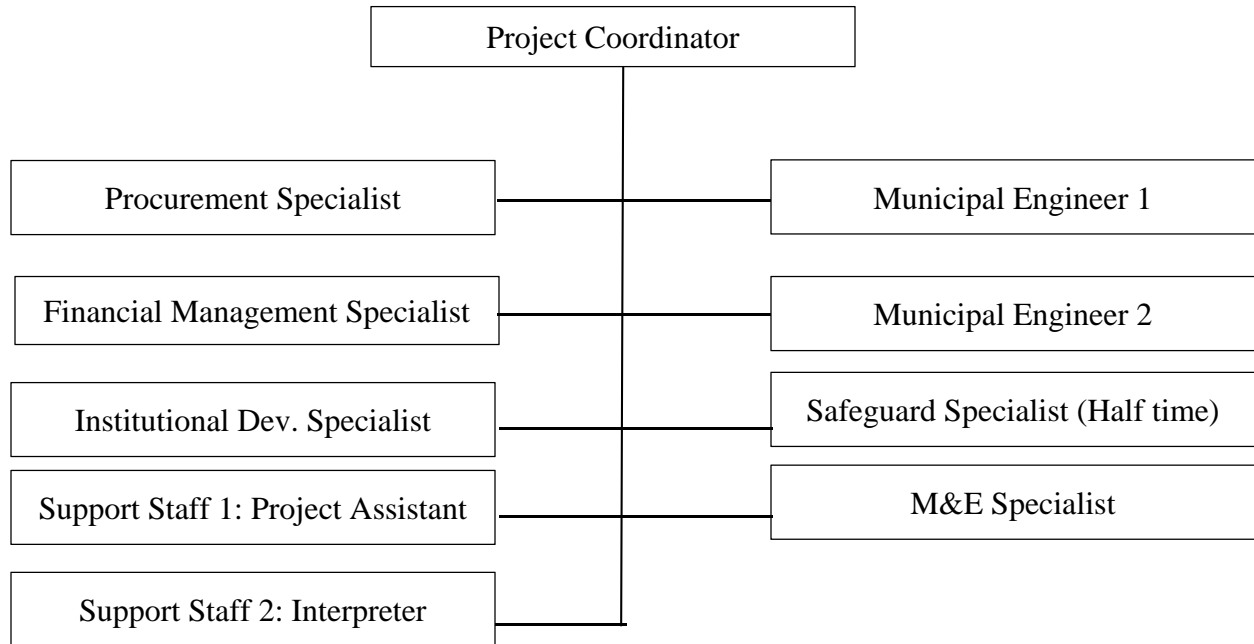 Project Coordinator
Procurement Specialist
Municipal Engineer 1
Financial Management Specialist
Municipal Engineer 2
Institutional Dev. Specialist
Safeguard Specialist (Half time)
Support Staff 1: Project Assistant
M&E Specialist
Support Staff 2: Interpreter